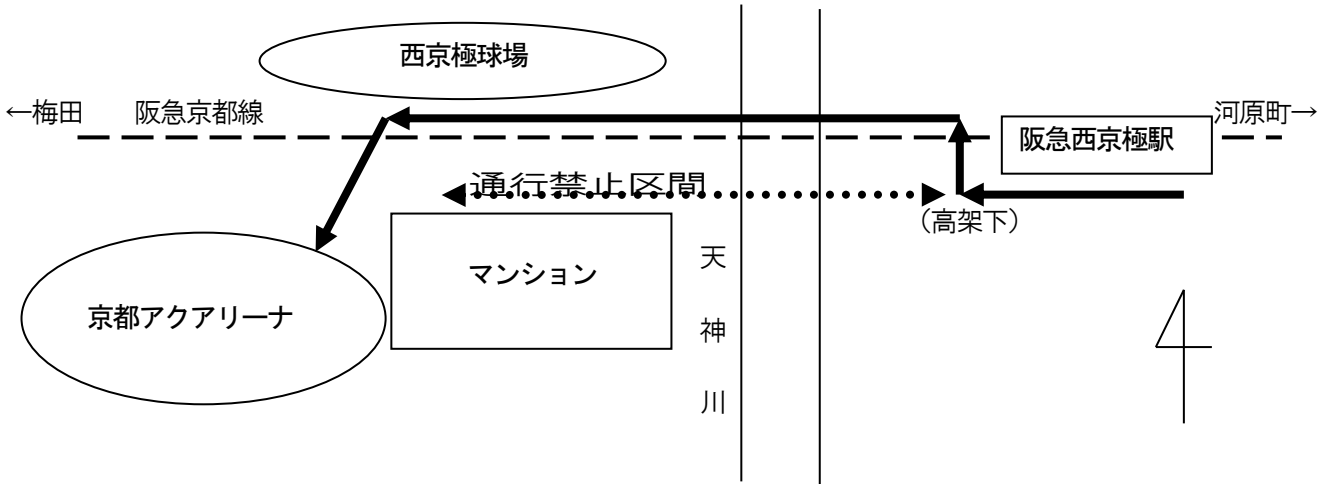 西京極球場
←梅田
阪急京都線
河原町→
阪急西京極駅
通行禁止区間
(高架下)
マンション
天神川
京都アクアリーナ